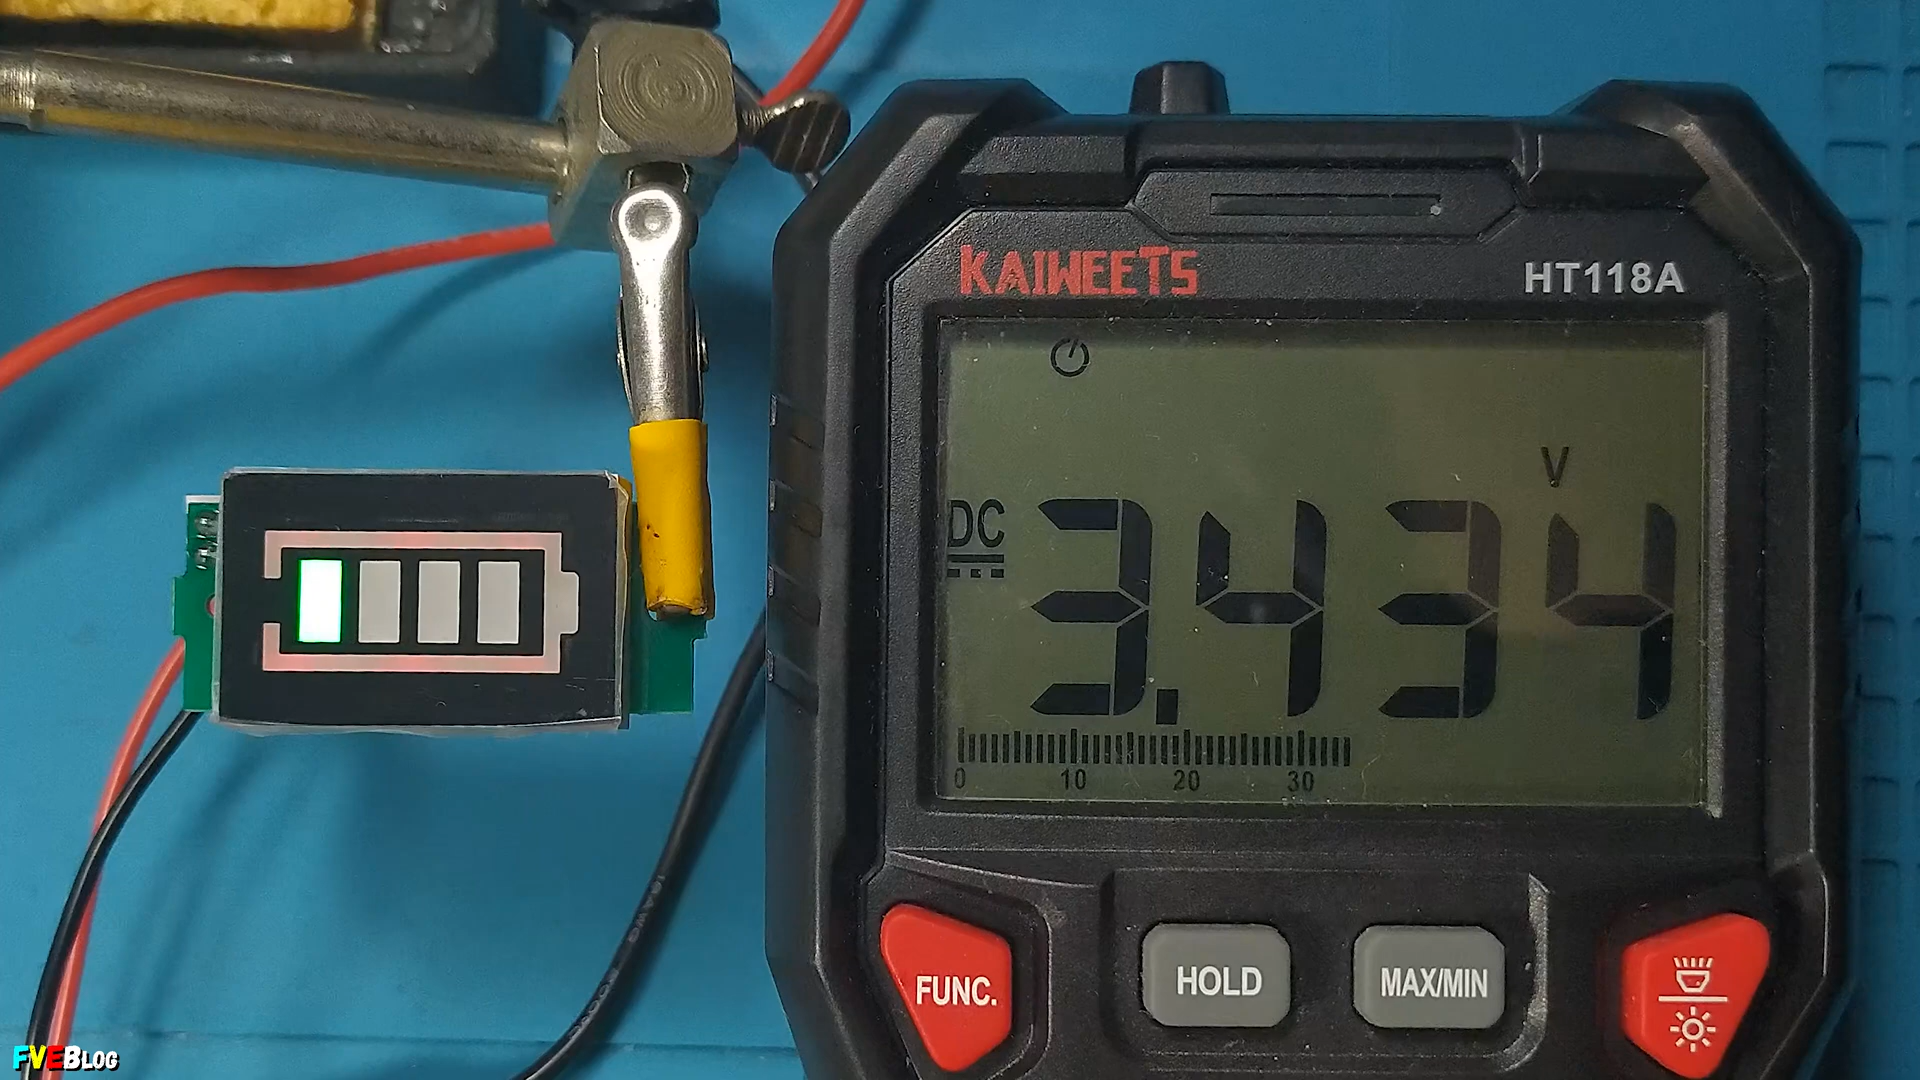 KAIWEETS
HT118A
V
DC 3.434
0 10 20 30
FUNC.
HOLD
MAX/MIN
FVEBLOG